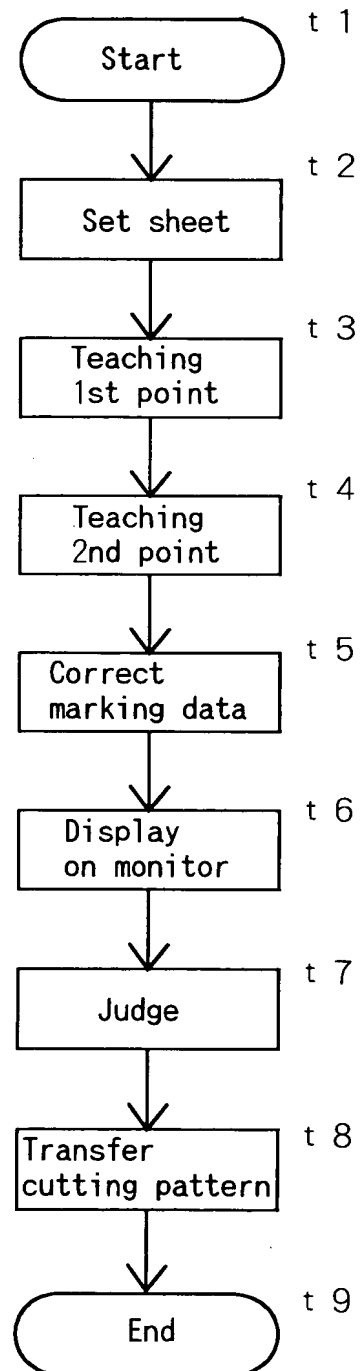 t 1
Start
t 2
Set sheet
t 3
Teaching
1st point
t 4
Teaching
2nd point
t 5
Correct
marking data
t 6
Display
on monitor
t 7
Judge
t 8
Transfer
cutting pattern
t 9
End